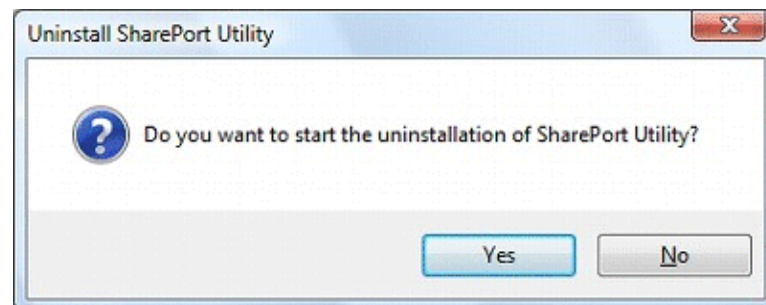 Uninstall SharePort Utility
Do you want to start the uninstallation of SharePort Utility?
Yes
No